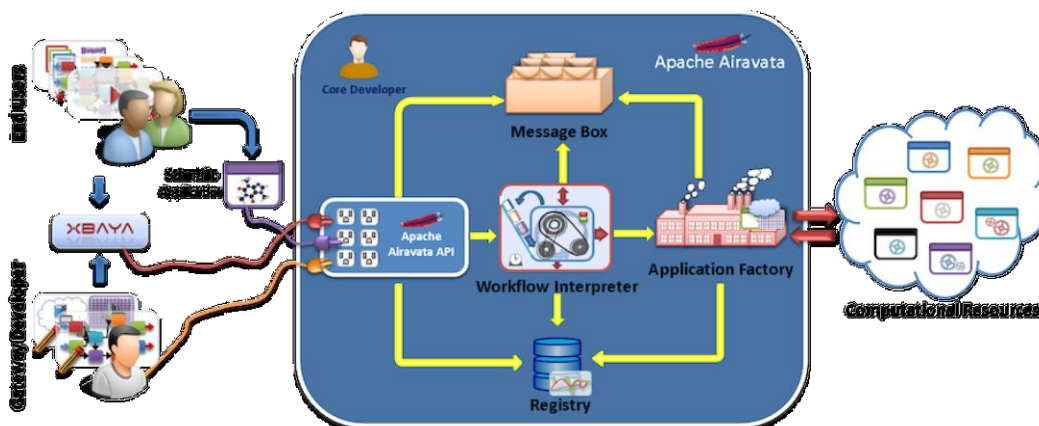 End Users
Scientific
Application
XBAYA
Gateway Developer
Core Developer
Apache Airavata
Message Box
Apache
Airavata API
Workflow Interpreter
Application Factory
Registry
Computational Resources